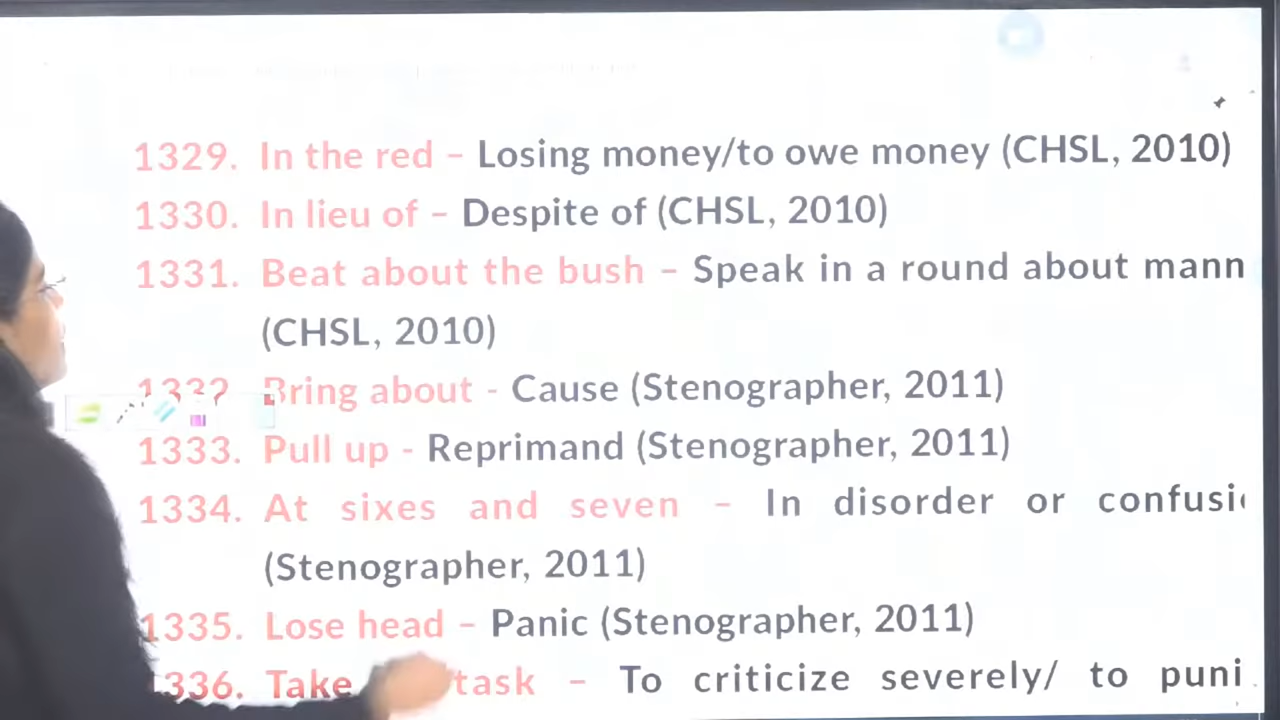 1329. In the red – Losing money/to owe money (CHSL, 2010)
1330. In lieu of – Despite of (CHSL, 2010)
1331. Beat about the bush – Speak in a round about mann
(CHSL, 2010)
1332. Bring about - Cause (Stenographer, 2011)
1333. Pull up - Reprimand (Stenographer, 2011)
1334. At sixes and seven – In disorder or confusi
(Stenographer, 2011)
1335. Lose head – Panic (Stenographer, 2011)
336. Take task – To criticize severely/ to puni